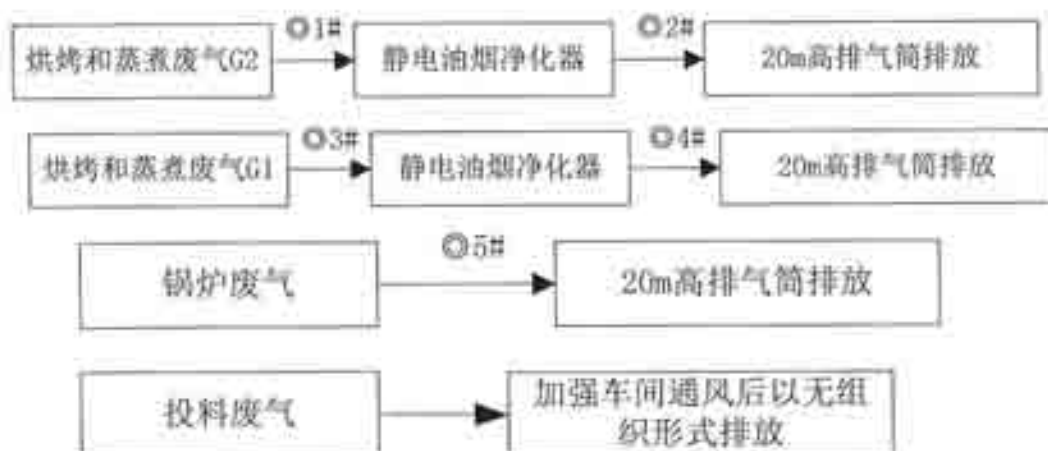 ◎1# ◎2#
烘烤和蒸煮废气G2 静电油烟净化器 20m高排气筒排放
◎3# ◎4#
烘烤和蒸煮废气G1 静电油烟净化器 20m高排气筒排放
◎5#
锅炉废气 20m高排气筒排放
投料废气 加强车间通风后以无组
织形式排放